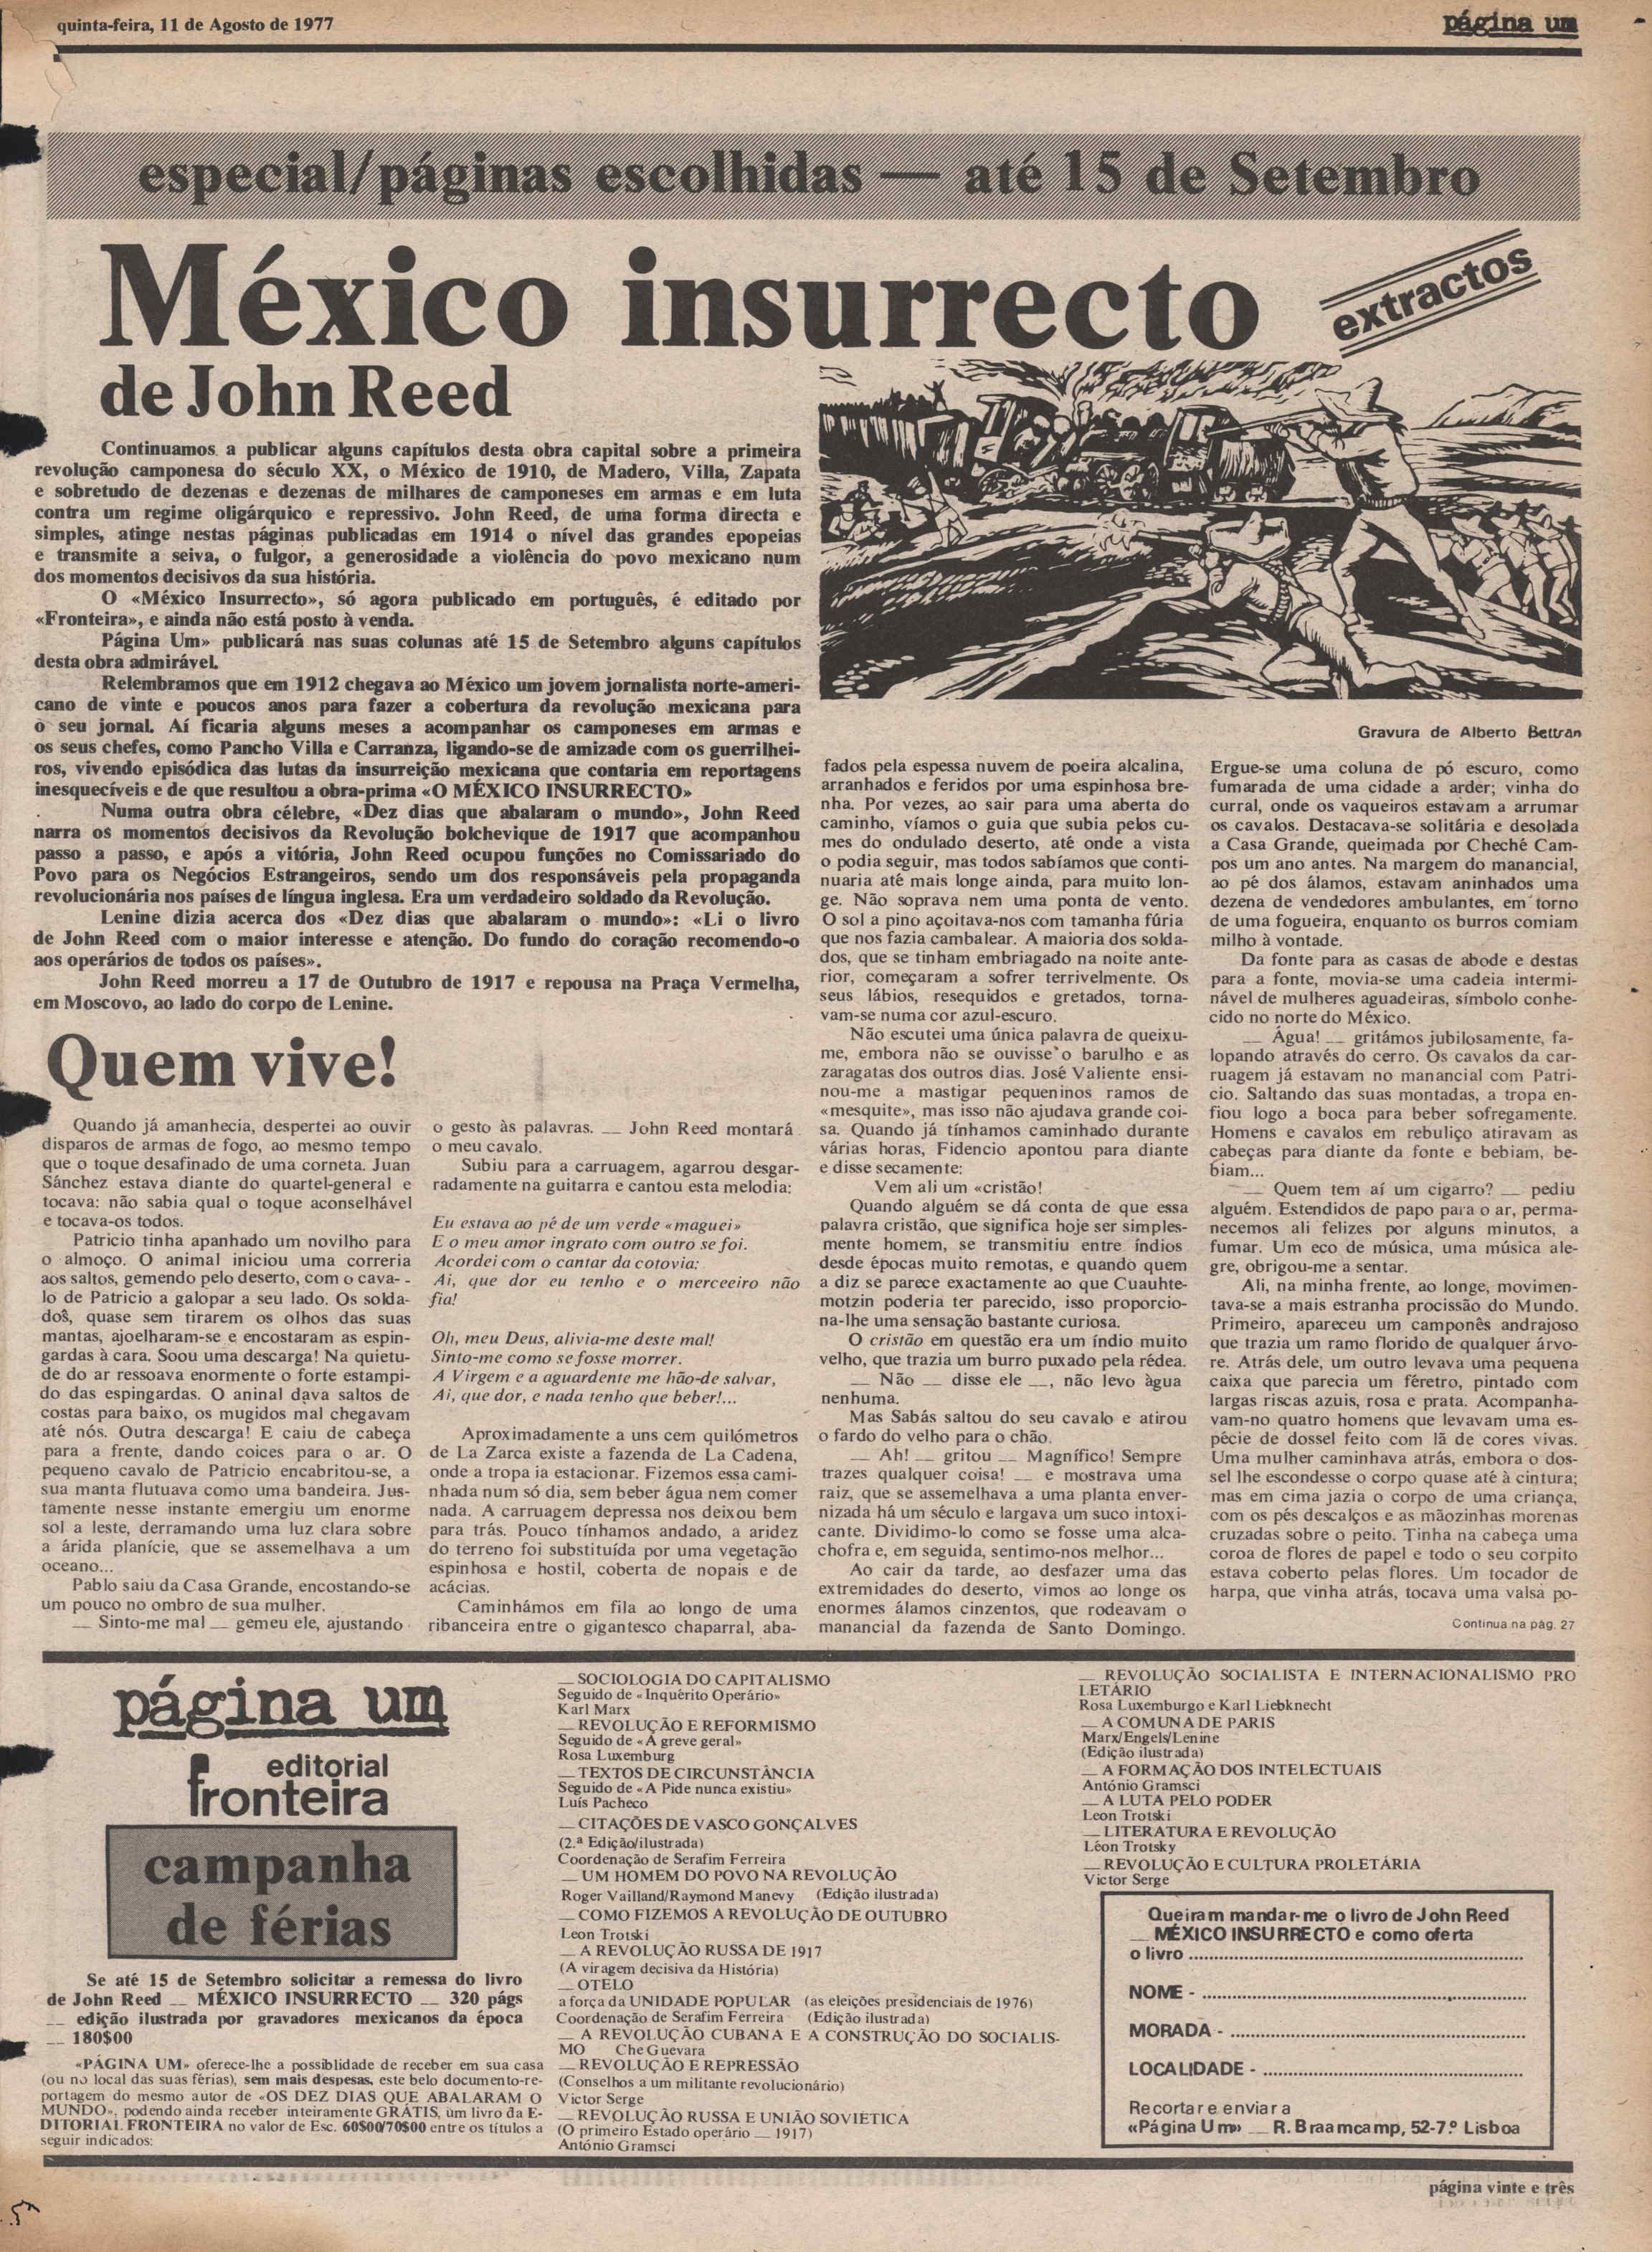 quinta-feira, 11 de Agosto de 1977
página um
especial/páginas escolhidas — até 15 de Setembro
México insurrecto
extractos
de John Reed
Continuamos a publicar alguns capítulos desta obra capital sobre a primeira
revolução camponesa do século XX, o México de 1910, de Madero, Villa, Zapata
e sobretudo de dezenas e dezenas de milhares de camponeses em armas e em luta
contra um regime oligárquico e repressivo. John Reed, de uma forma directa e
simples, atinge nestas páginas publicadas em 1914 o nível das grandes epopeias
e transmite a seiva, o fulgor, a generosidade a violência do povo mexicano num
dos momentos decisivos da sua história.
O «México Insurrecto», só agora publicado em português, é editado por
«Fronteira», e ainda não está posto à venda.
Página Um» publicará nas suas colunas até 15 de Setembro alguns capítulos
desta obra admirável.
Relembramos que em 1912 chegava ao México um jovem jornalista norte-ameri-
cano de vinte e poucos anos para fazer a cobertura da revolução mexicana para
o seu jornal. Aí ficaria alguns meses a acompanhar os camponeses em armas e
os seus chefes, como Pancho Villa e Carranza, ligando-se de amizade com os guerrilhei-
ros, vivendo episódica das lutas da insurreição mexicana que contaria em reportagens
inesquecíveis e de que resultou a obra-prima «O MÉXICO INSURRECTO»
Numa outra obra célebre, «Dez dias que abalaram o mundo», John Reed
narra os momentos decisivos da Revolução bolchevique de 1917 que acompanhou
passo a passo, e após a vitória, John Reed ocupou funções no Comissariado do
Povo para os Negócios Estrangeiros, sendo um dos responsáveis pela propaganda
revolucionária nos países de língua inglesa. Era um verdadeiro soldado da Revolução.
Lenine dizia acerca dos «Dez dias que abalaram o mundo»: «Li o livro
de John Reed com o maior interesse e atenção. Do fundo do coração recomendo-o
aos operários de todos os países».
John Reed morreu a 17 de Outubro de 1917 e repousa na Praça Vermelha,
em Moscovo, ao lado do corpo de Lenine.
Gravura de Alberto Beltrán
Quem vive!
Quando já amanhecia, despertei ao ouvir
disparos de armas de fogo, ao mesmo tempo
que o toque desafinado de uma corneta. Juan
Sánchez estava diante do quartel-general e
tocava: não sabia qual o toque aconselhável
e tocava-os todos.
Patricio tinha apanhado um novilho para
o almoço. O animal iniciou uma correria
aos saltos, gemendo pelo deserto, com o cava-
lo de Patricio a galopar a seu lado. Os solda-
dos, quase sem tirarem os olhos das suas
mantas, ajoelharam-se e encostaram as espin-
gardas à cara. Soou uma descarga! Na quietu-
de do ar ressoava enormente o forte estampi-
do das espingardas. O aninal dava saltos de
costas para baixo, os mugidos mal chegavam
até nós. Outra descarga! E caiu de cabeça
para a frente, dando coices para o ar. O
pequeno cavalo de Patricio encabritou-se, a
sua manta flutuava como uma bandeira. Jus-
tamente nesse instante emergiu um enorme
sol a leste, derramando uma luz clara sobre
a árida planície, que se assemelhava a um
oceano...
Pablo saiu da Casa Grande, encostando-se
um pouco no ombro de sua mulher.
— Sinto-me mal — gemeu ele, ajustando
o gesto às palavras. — John Reed montará
o meu cavalo.
Subiu para a carruagem, agarrou desgar-
radamente na guitarra e cantou esta melodia:
Eu estava ao pé de um verde «maguei»
E o meu amor ingrato com outro se foi.
Acordei com o cantar da cotovia:
Ai, que dor eu tenho e o merceeiro não
fia!
Oh, meu Deus, alivia-me deste mal!
Sinto-me como se fosse morrer.
A Virgem e a aguardente me hão-de salvar,
Ai, que dor, e nada tenho que beber!...
Aproximadamente a uns cem quilómetros
de La Zarca existe a fazenda de La Cadena,
onde a tropa ia estacionar. Fizemos essa cami-
nhada num só dia, sem beber água nem comer
nada. A carruagem depressa nos deixou bem
para trás. Pouco tínhamos andado, a aridez
do terreno foi substituída por uma vegetação
espinhosa e hostil, coberta de nopais e de
acácias.
Caminhámos em fila ao longo de uma
ribanceira entre o gigantesco chaparral, aba-
fados pela espessa nuvem de poeira alcalina,
arranhados e feridos por uma espinhosa bre-
nha. Por vezes, ao sair para uma aberta do
caminho, víamos o guia que subia pelos cu-
mes do ondulado deserto, até onde a vista
o podia seguir, mas todos sabíamos que conti-
nuaria até mais longe ainda, para muito lon-
ge. Não soprava nem uma ponta de vento.
O sol a pino açoitava-nos com tamanha fúria
que nos fazia cambalear. A maioria dos solda-
dos, que se tinham embriagado na noite ante-
rior, começaram a sofrer terrivelmente. Os
seus lábios, resequidos e gretados, torna-
vam-se numa cor azul-escuro.
Não escutei uma única palavra de queixu-
me, embora não se ouvisse o barulho e as
zaragatas dos outros dias. José Valiente ensi-
nou-me a mastigar pequeninos ramos de
«mesquite», mas isso não ajudava grande coi-
sa. Quando já tínhamos caminhado durante
várias horas, Fidencio apontou para diante
e disse secamente:
Vem ali um «cristão!
Quando alguém se dá conta de que essa
palavra cristão, que significa hoje ser simples-
mente homem, se transmitiu entre índios
desde épocas muito remotas, e quando quem
a diz se parece exactamente ao que Cuauhte-
motzin poderia ter parecido, isso proporcio-
na-lhe uma sensação bastante curiosa.
O cristão em questão era um índio muito
velho, que trazia um burro puxado pela rédea.
— Não — disse ele —, não levo àgua
nenhuma.
Mas Sabás saltou do seu cavalo e atirou
o fardo do velho para o chão.
— Ah! — gritou — Magnífico! Sempre
trazes qualquer coisa! — e mostrava uma
raiz, que se assemelhava a uma planta enver-
nizada há um século e largava um suco intoxi-
cante. Dividimo-lo como se fosse uma alca-
chofra e, em seguida, sentimo-nos melhor...
Ao cair da tarde, ao desfazer uma das
extremidades do deserto, vimos ao longe os
enormes álamos cinzentos, que rodeavam o
manancial da fazenda de Santo Domingo.
Ergue-se uma coluna de pó escuro, como
fumarada de uma cidade a arder; vinha do
curral, onde os vaqueiros estavam a arrumar
os cavalos. Destacava-se solitária e desolada
a Casa Grande, queimada por Cheché Cam-
pos um ano antes. Na margem do manancial,
ao pé dos álamos, estavam aninhados uma
dezena de vendedores ambulantes, em torno
de uma fogueira, enquanto os burros comiam
milho à vontade.
Da fonte para as casas de abode e destas
para a fonte, movia-se uma cadeia intermi-
nável de mulheres aguadeiras, símbolo conhe-
cido no norte do México.
— Água! — gritámos jubilosamente, fa-
lopando através do cerro. Os cavalos da car-
ruagem já estavam no manancial com Patri-
cio. Saltando das suas montadas, a tropa en-
fiou logo a boca para beber sofregamente.
Homens e cavalos em rebuliço atiravam as
cabeças para diante da fonte e bebiam, be-
biam...
— Quem tem aí um cigarro? — pediu
alguém. Estendidos de papo para o ar, perma-
necemos ali felizes por alguns minutos, a
fumar. Um eco de música, uma música ale-
gre, obrigou-me a sentar.
Ali, na minha frente, ao longe, movimen-
tava-se a mais estranha procissão do Mundo.
Primeiro, apareceu um camponês andrajoso
que trazia um ramo florido de qualquer árvo-
re. Atrás dele, um outro levava uma pequena
caixa que parecia um féretro, pintado com
largas riscas azuis, rosa e prata. Acompanha-
vam-no quatro homens que levavam uma es-
pécie de dossel feito com lã de cores vivas.
Uma mulher caminhava atrás, embora o dos-
sel lhe escondesse o corpo quase até à cintura;
mas em cima jazia o corpo de uma criança,
com os pés descalços e as mãozinhas morenas
cruzadas sobre o peito. Tinha na cabeça uma
coroa de flores de papel e todo o seu corpito
estava coberto pelas flores. Um tocador de
harpa, que vinha atrás, tocava uma valsa po-
Continua na pág. 27
página um
editorial
fronteira
campanha
de férias
Se até 15 de Setembro solicitar a remessa do livro
de John Reed — MÉXICO INSURRECTO — 320 págs
— edição ilustrada por gravadores mexicanos da época
— 180$00
«PÁGINA UM» oferece-lhe a possiblidade de receber em sua casa
(ou no local das suas férias), sem mais despesas, este belo documento-re-
portagem do mesmo autor de «OS DEZ DIAS QUE ABALARAM O
MUNDO», podendo ainda receber inteiramente GRÁTIS, um livro da E-
DITORIAL FRONTEIRA no valor de Esc. 60$00/70$00 entre os títulos a
seguir indicados:
— SOCIOLOGIA DO CAPITALISMO
Seguido de «Inquérito Operário»
Karl Marx
— REVOLUÇÃO E REFORMISMO
Seguido de «A greve geral»
Rosa Luxemburg
— TEXTOS DE CIRCUNSTÂNCIA
Seguido de «A Pide nunca existiu»
Luís Pacheco
— CITAÇÕES DE VASCO GONÇALVES
(2.ª Edição/ilustrada)
Coordenação de Serafim Ferreira
— UM HOMEM DO POVO NA REVOLUÇÃO
Roger Vailland/Raymond Manevy (Edição ilustrada)
— COMO FIZEMOS A REVOLUÇÃO DE OUTUBRO
Leon Trotski
— A REVOLUÇÃO RUSSA DE 1917
(A viragem decisiva da História)
— OTELO
a força da UNIDADE POPULAR (as eleições presidenciais de 1976)
Coordenação de Serafim Ferreira (Edição ilustrada)
— A REVOLUÇÃO CUBANA E A CONSTRUÇÃO DO SOCIALIS-
MO Che Guevara
— REVOLUÇÃO E REPRESSÃO
(Conselhos a um militante revolucionário)
Victor Serge
— REVOLUÇÃO RUSSA E UNIÃO SOVIETICA
(O primeiro Estado operário — 1917)
António Gramsci
— REVOLUÇÃO SOCIALISTA E INTERNACIONALISMO PRO
LETÁRIO
Rosa Luxemburgo e Karl Liebknecht
— A COMUNA DE PARIS
Marx/Engels/Lenine
(Edição ilustrada)
— A FORMAÇÃO DOS INTELECTUAIS
António Gramsci
— A LUTA PELO PODER
Leon Trotski
— LITERATURA E REVOLUÇÃO
Léon Trotsky
— REVOLUÇÃO E CULTURA PROLETÁRIA
Victor Serge
Queiram mandar-me o livro de John Reed
— MÉXICO INSURRECTO e como oferta
o livro ..........
NOME - ..........
MORADA - ..........
LOCALIDADE - ..........
Recortar e enviar a
«Página Um» — R. Braamcamp, 52-7.º Lisboa
página vinte e três